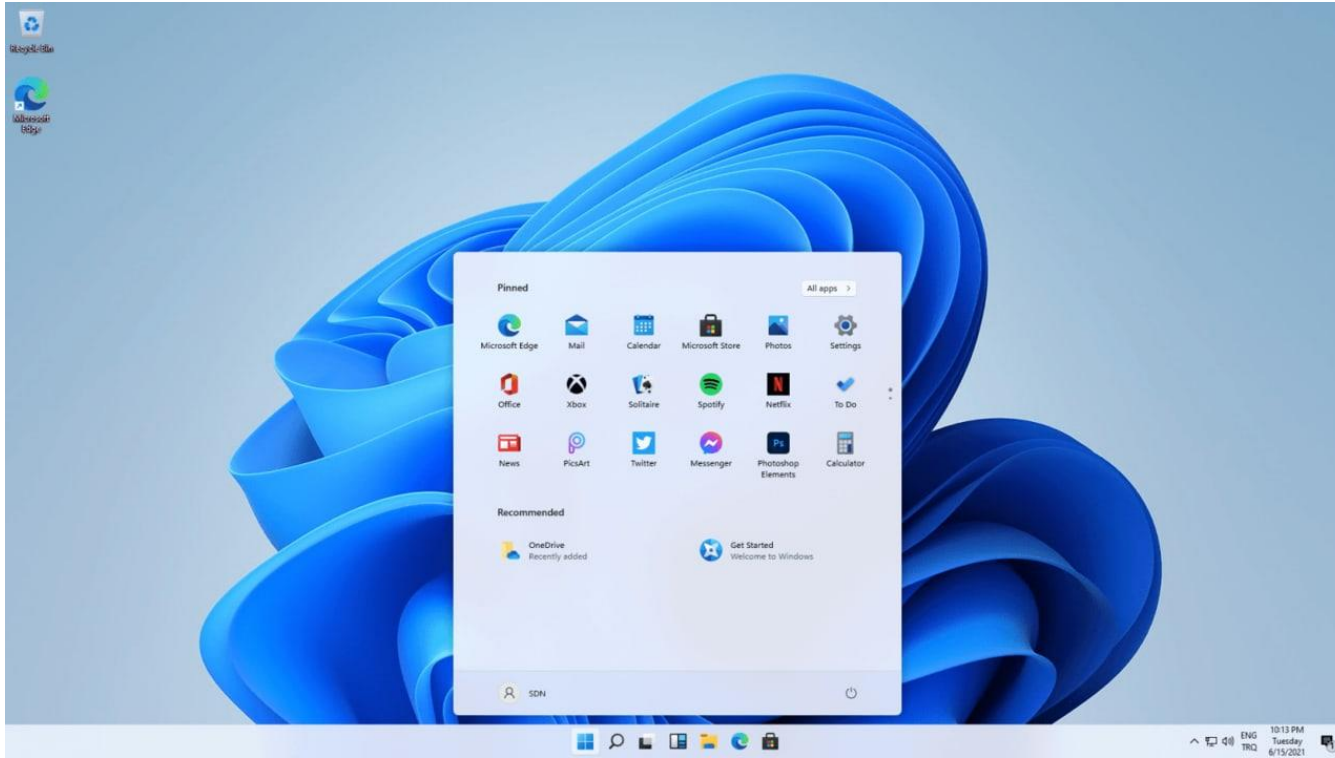 Recycle Bin
Microsoft
Edge
Pinned
All apps >
Microsoft Edge
Mail
Calendar
Microsoft Store
Photos
Settings
Office
Xbox
Solitaire
Spotify
Netflix
To Do
News
PicsArt
Twitter
Messenger
Photoshop
Elements
Calculator
Recommended
OneDrive
Recently added
Get Started
Welcome to Windows
SDN
ENG
TRQ
10:13 PM
Tuesday
6/15/2021